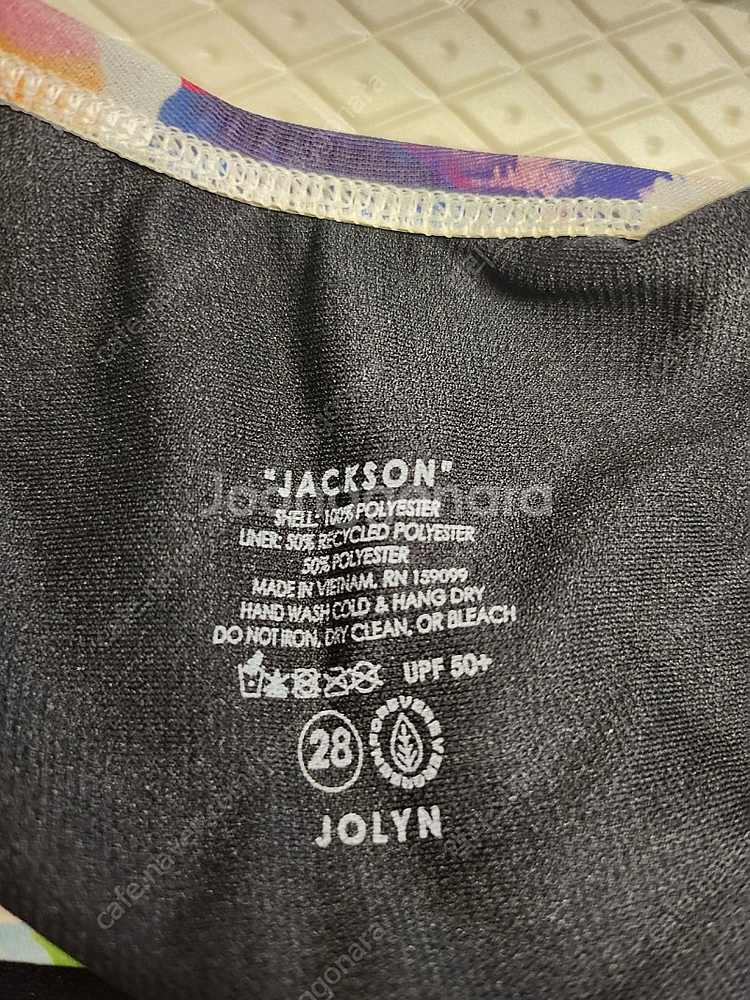 "JACKSON"
Joonggonara
SHELL: 100% POLYESTER
LINER: 50% RECYCLED POLYESTER
50% POLYESTER
MADE IN VIETNAM, RN 159099
HAND WASH COLD & HANG DRY
DO NOT IRON, DRY CLEAN, OR BLEACH
UPF 50+
28
JOLYN